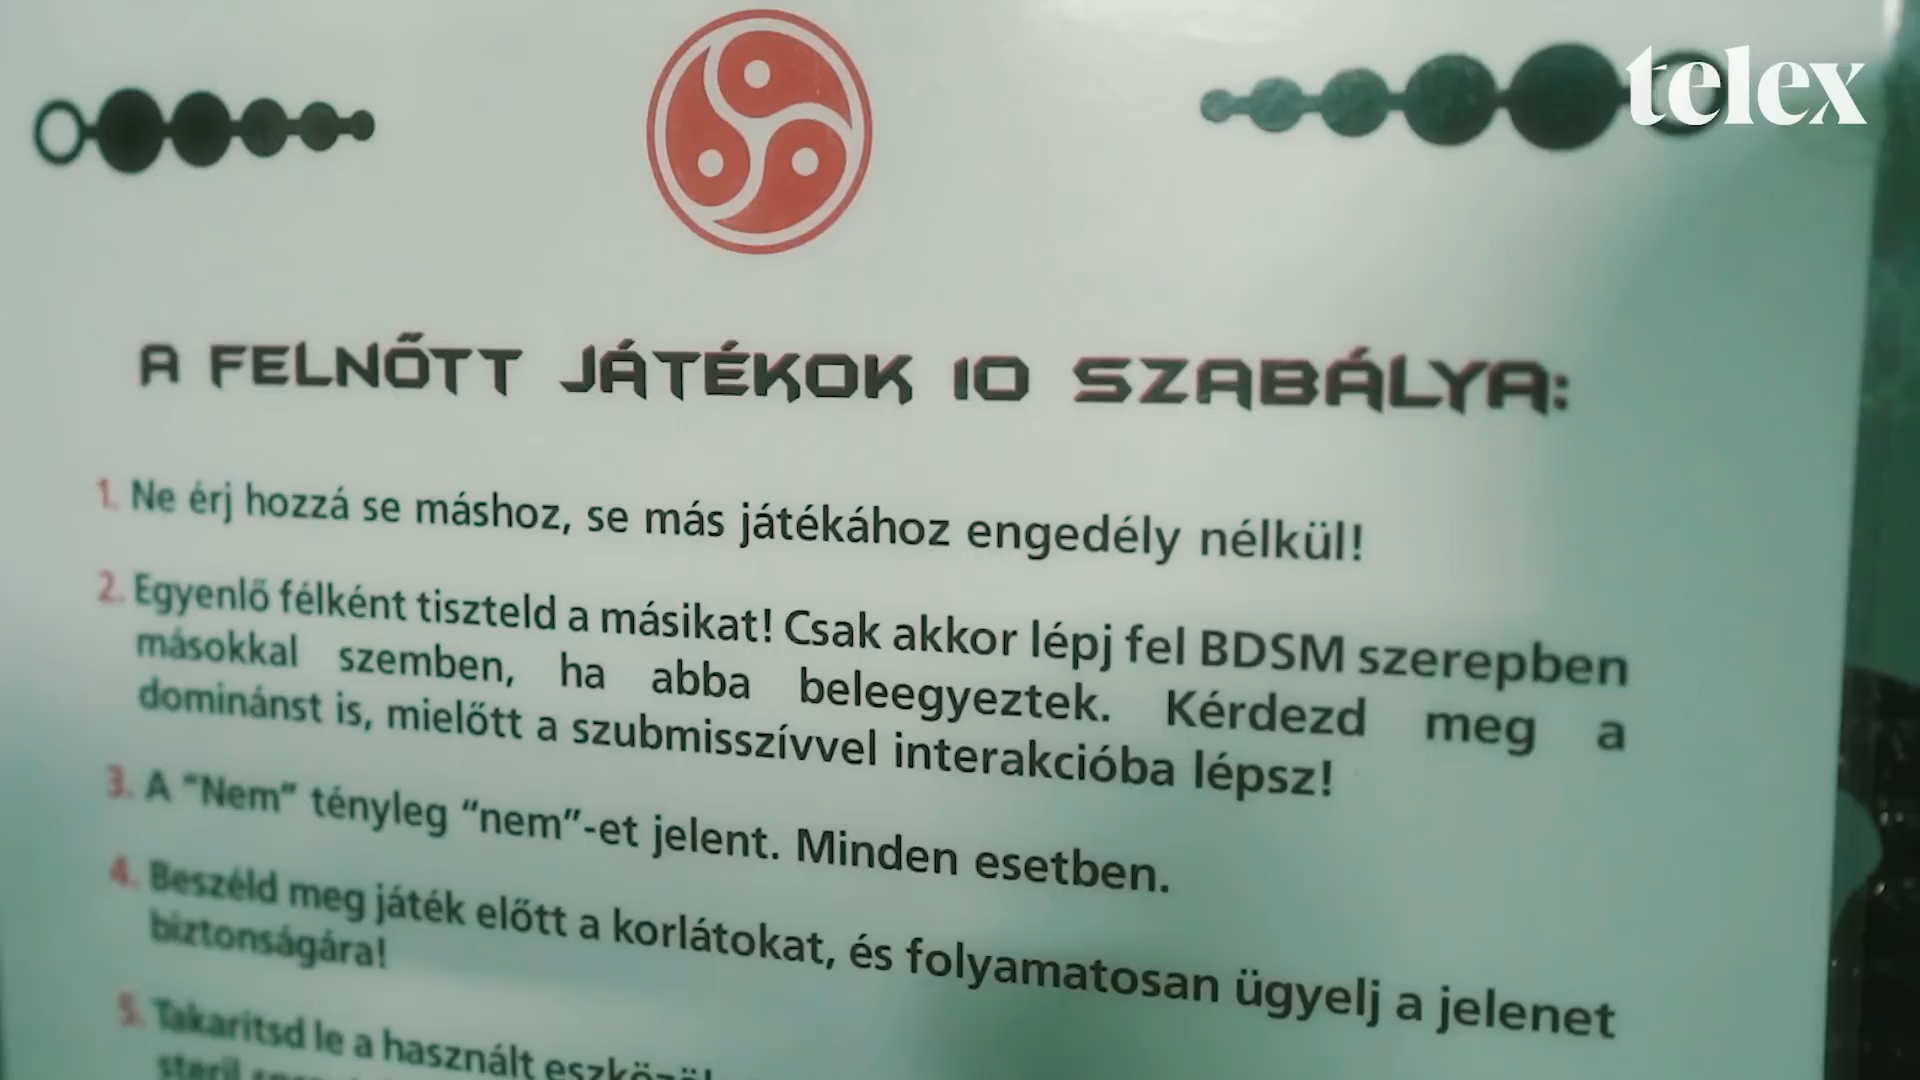 telex
A FELNŐTT JÁTÉKOK 10 SZABÁLYA:
1. Ne érj hozzá se máshoz, se más játékához engedély nélkül!
2. Egyenlő félként tiszteld a másikat! Csak akkor lépj fel BDSM szerepben
másokkal szemben, ha abba beleegyeztek. Kérdezd meg a
dominánst is, mielőtt a szubmisszívvel interakcióba lépsz!
3. A "Nem" tényleg "nem"-et jelent. Minden esetben.
4. Beszéld meg játék előtt a korlátokat, és folyamatosan ügyelj a jelenet
biztonságára!
5. Takarítsd le a használt
steril